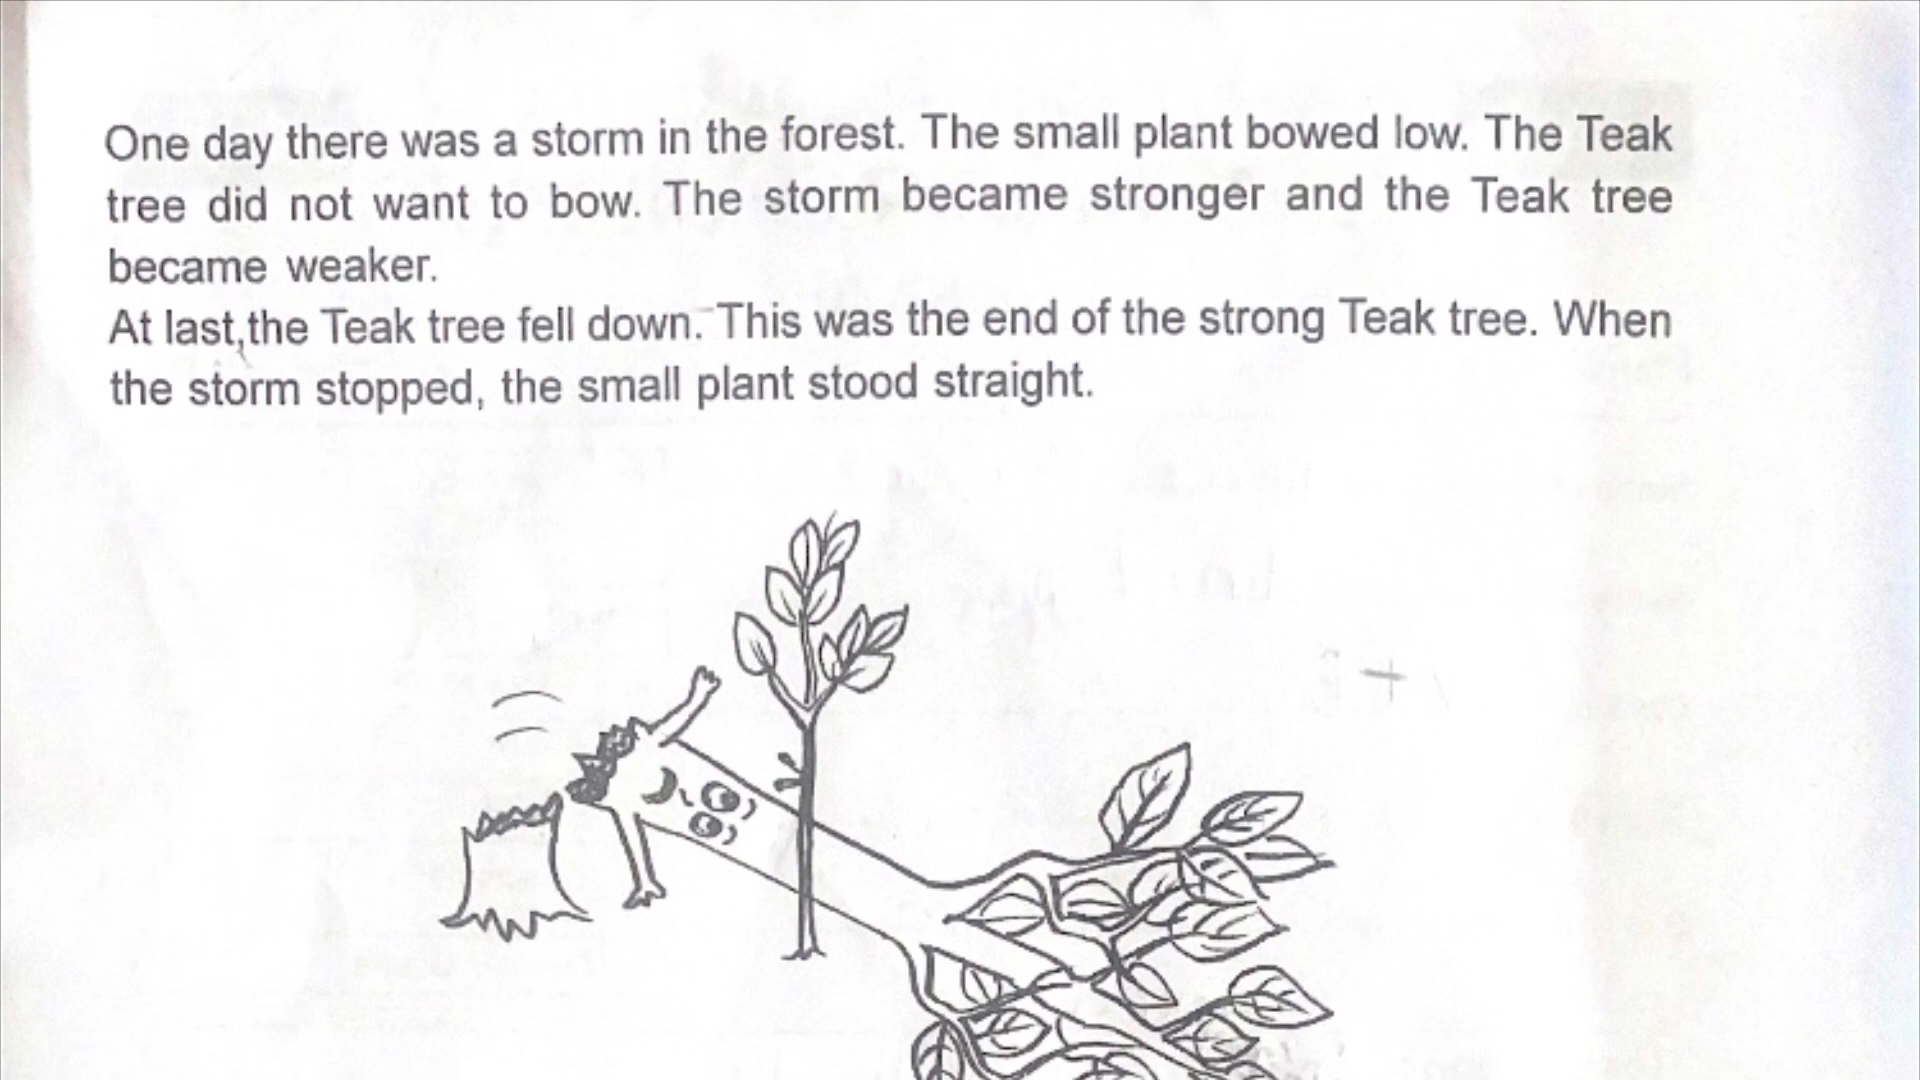 One day there was a storm in the forest. The small plant bowed low. The Teak
tree did not want to bow. The storm became stronger and the Teak tree
became weaker.
At last, the Teak tree fell down. This was the end of the strong Teak tree. When
the storm stopped, the small plant stood straight.